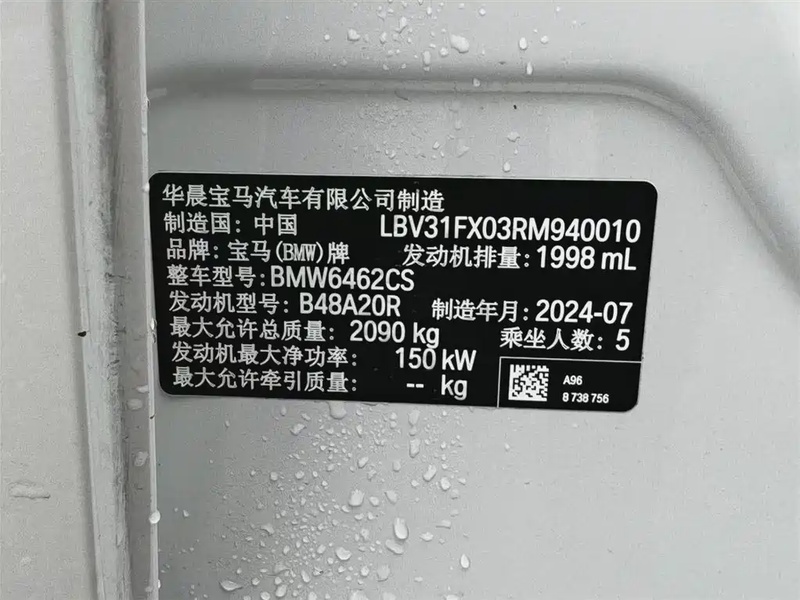 华晨宝马汽车有限公司制造
制造国: 中国 LBV31FX03RM940010
品牌: 宝马(BMW)牌 发动机排量: 1998 mL
整车型号: BMW6462CS
发动机型号: B48A20R 制造年月: 2024-07
最大允许总质量: 2090 kg 乘坐人数: 5
发动机最大净功率: 150 kW
最大允许牵引质量: -- kg
A96
8 738 756